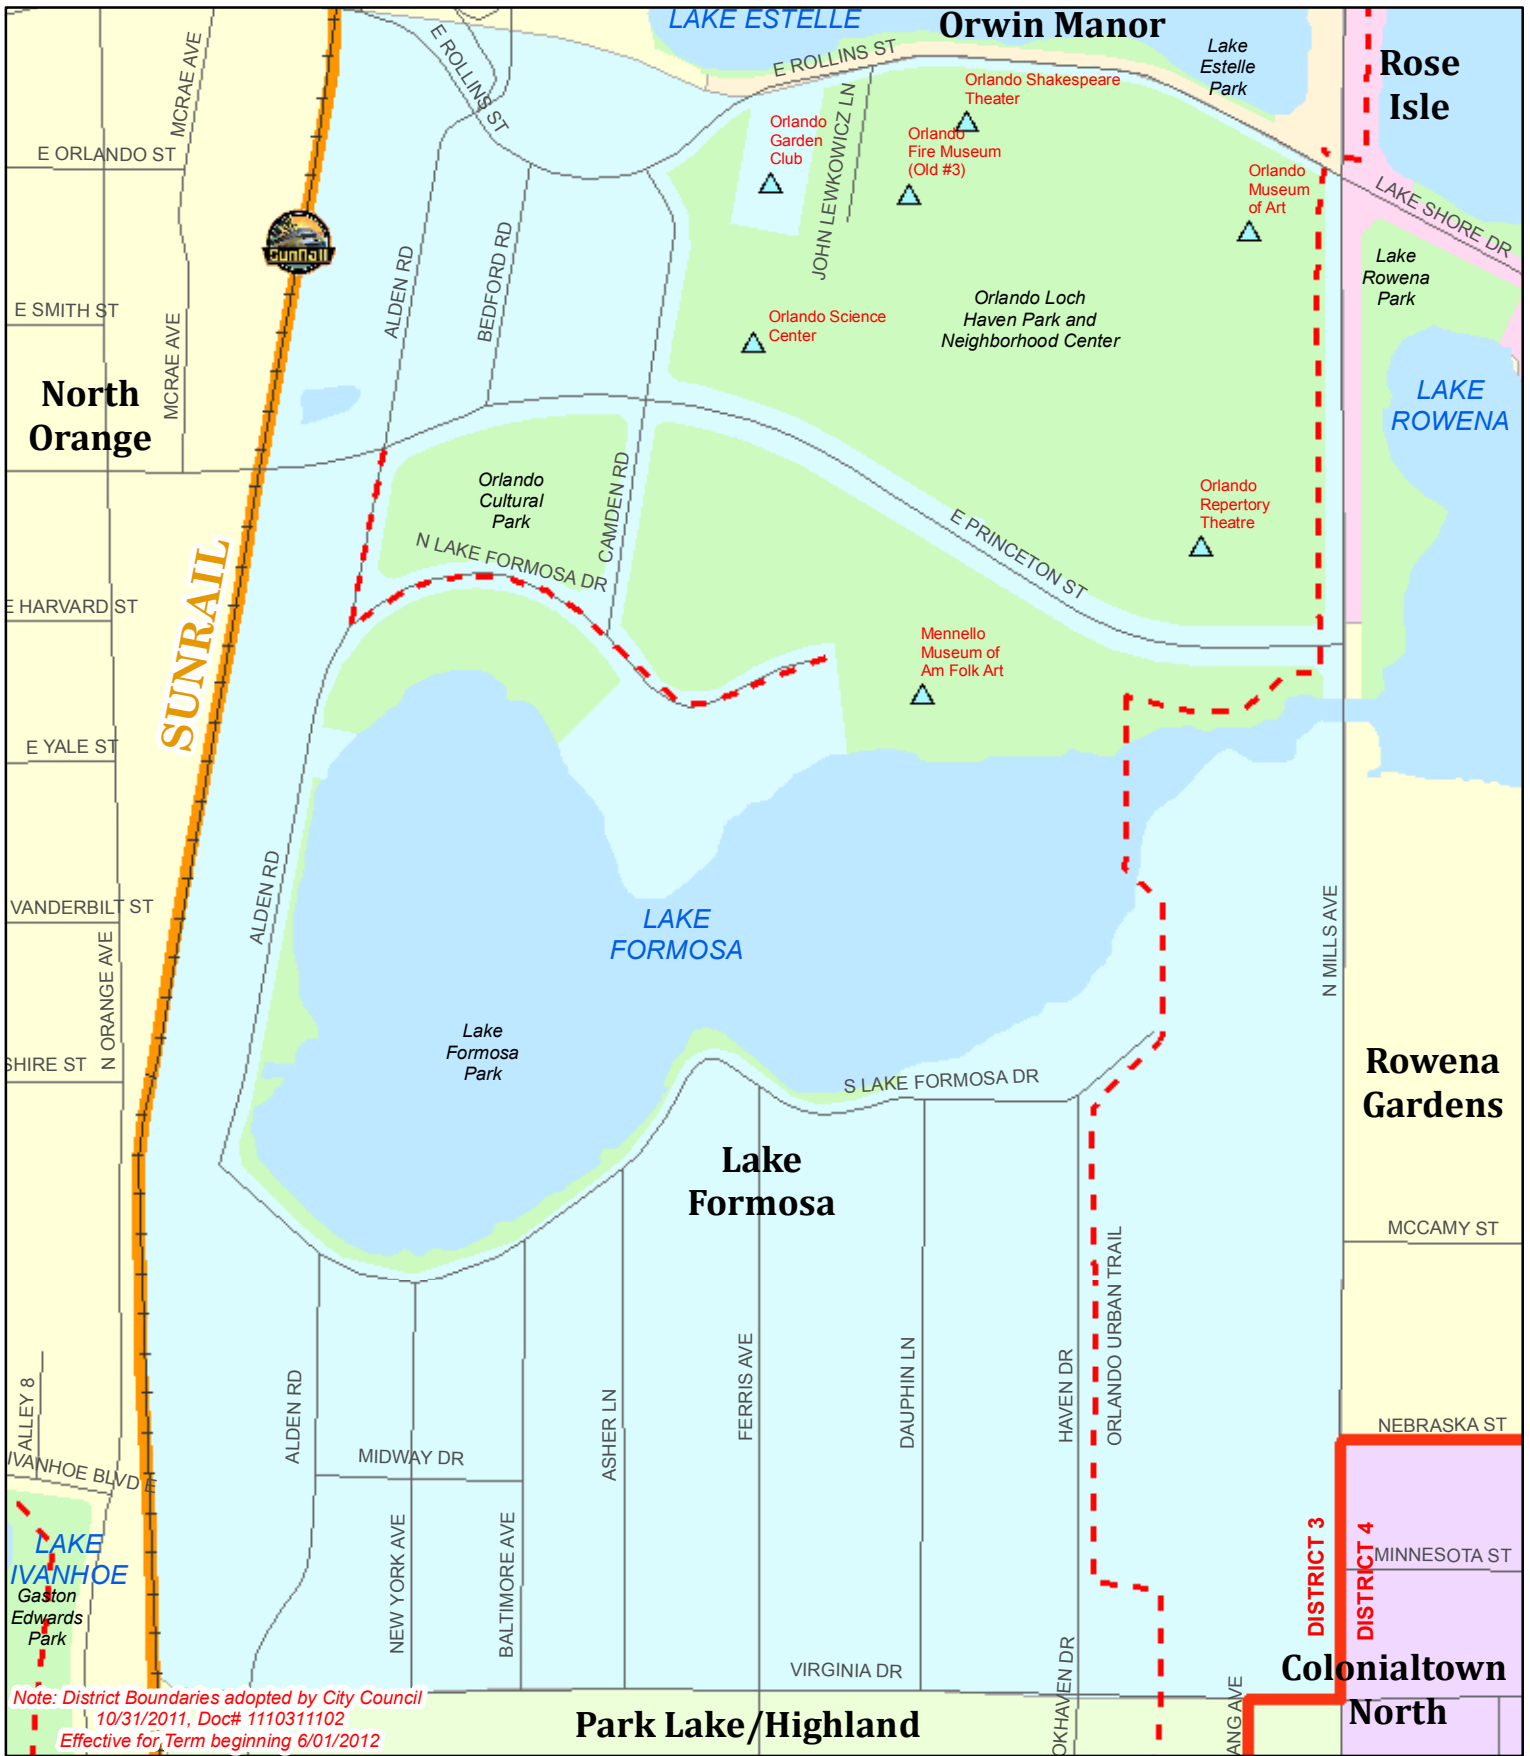 LAKE ESTELLE
Orwin Manor
Lake
Estelle
Park
Rose
Isle
E ROLLINS ST
E ROLLINS ST
MCRAE AVE
E ORLANDO ST
Orlando Shakespeare
Theater
Orlando
Garden
Club
Orlando
Fire Museum
(Old #3)
JOHN LEWKOWICZ LN
Orlando
Museum
of Art
LAKE SHORE DR
Lake
Rowena
Park
sunrail
ALDEN RD
BEDFORD RD
E SMITH ST
MCRAE AVE
Orlando Science
Center
Orlando Loch
Haven Park and
Neighborhood Center
North
Orange
LAKE
ROWENA
Orlando
Cultural
Park
CAMDEN RD
N LAKE FORMOSA DR
E PRINCETON ST
Orlando
Repertory
Theatre
SUNRAIL
E HARVARD ST
Mennello
Museum of
Am Folk Art
E YALE ST
ALDEN RD
VANDERBILT ST
N ORANGE AVE
LAKE
FORMOSA
N MILLS AVE
Lake
Formosa
Park
SHIRE ST
S LAKE FORMOSA DR
Rowena
Gardens
Lake
Formosa
MCCAMY ST
ORLANDO URBAN TRAIL
ALLEY 8
ALDEN RD
MIDWAY DR
ASHER LN
FERRIS AVE
DAUPHIN LN
HAVEN DR
NEBRASKA ST
IVANHOE BLVD E
LAKE
IVANHOE
Gaston
Edwards
Park
NEW YORK AVE
BALTIMORE AVE
DISTRICT 3
DISTRICT 4
MINNESOTA ST
VIRGINIA DR
OKHAVEN DR
ANG AVE
Colonialtown
North
Note: District Boundaries adopted by City Council
10/31/2011, Doc# 1110311102
Effective for Term beginning 6/01/2012
Park Lake/Highland